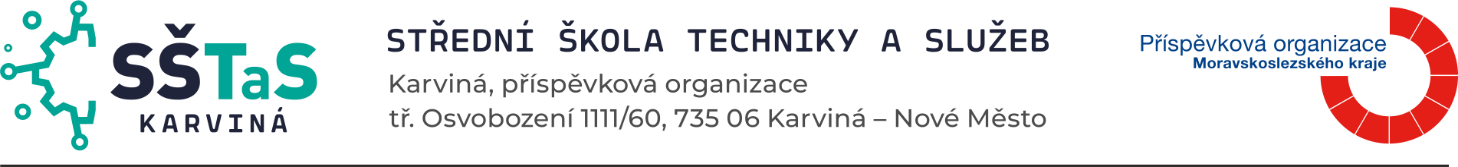 SŠTaS
KARVINÁ
STŘEDNÍ ŠKOLA TECHNIKY A SLUŽEB
Karviná, příspěvková organizace
tř. Osvobození 1111/60, 735 06 Karviná – Nové Město
Příspěvková organizace
Moravskoslezského kraje